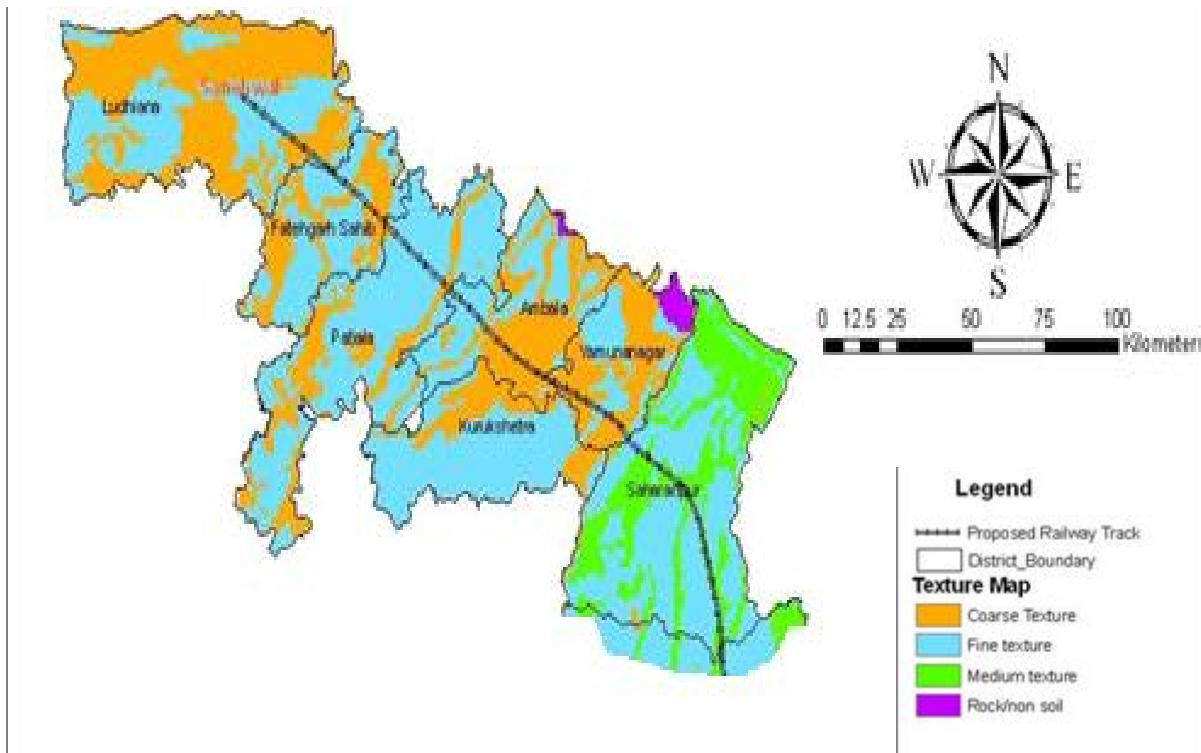 N
W E
S
0 12.5 25 50 75 100
Kilometers
Ludhiana
Fatehgarh Sahib
Patiala
Ambala
Yamunanagar
Kurukshetra
Saharanpur
Legend
Proposed Railway Track
District_Boundary
Texture Map
Coarse Texture
Fine texture
Medium texture
Rock/non soil